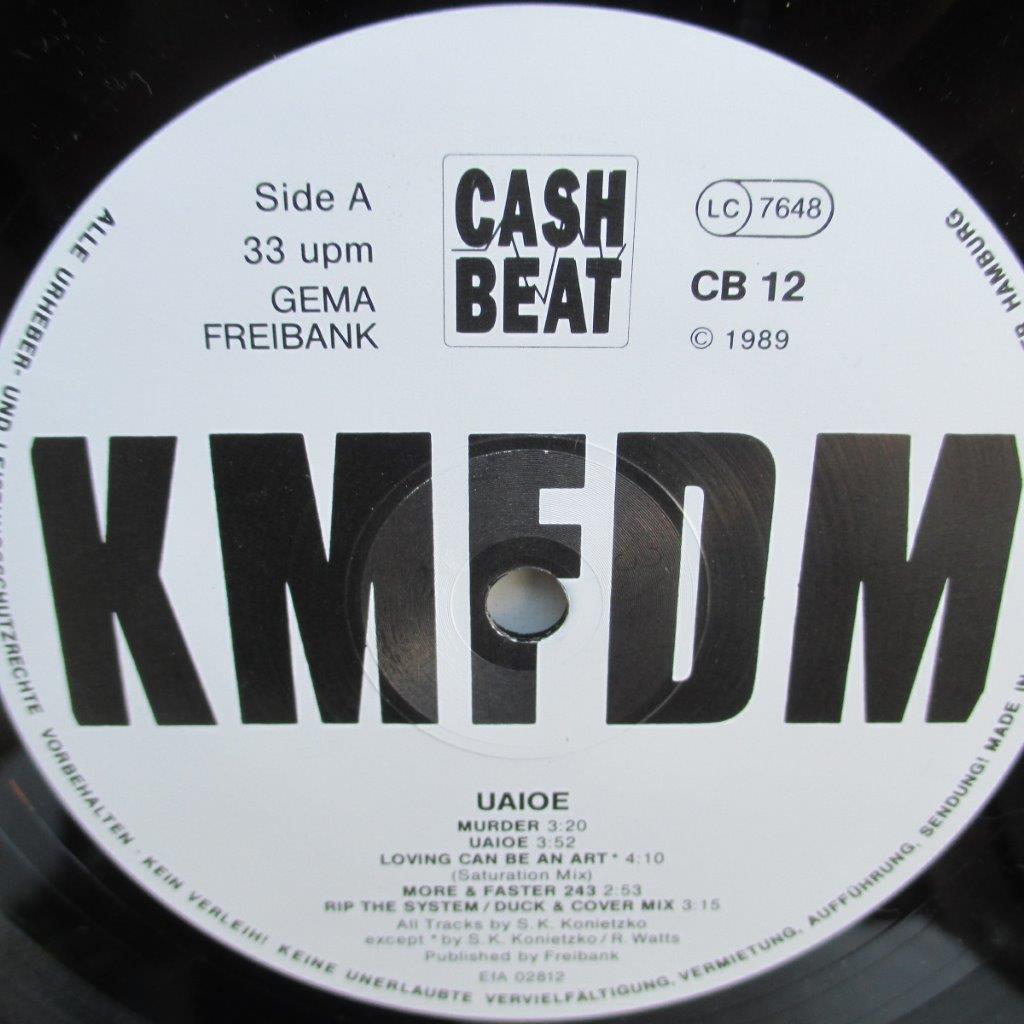 Side A
33 upm
GEMA
FREIBANK
CASH
BEAT
LC 7648
CB 12
© 1989
KMFDM
UAIOE
MURDER 3:20
UAIOE 3:52
LOVING CAN BE AN ART * 4:10
(Saturation Mix)
MORE & FASTER 243 2:53
RIP THE SYSTEM / DUCK & COVER MIX 3:15
All Tracks by S. K. Konietzko
except * by S. K. Konietzko / R. Watts
Published by Freibank
EfA 02812
ALLE URHEBER- UND LEISTUNGSSCHUTZRECHTE VORBEHALTEN · KEIN VERLEIH! KEINE UNERLAUBTE VERVIELFÄLTIGUNG, VERMIETUNG, AUFFÜHRUNG, SENDUNG! MADE IN
HAMBURG